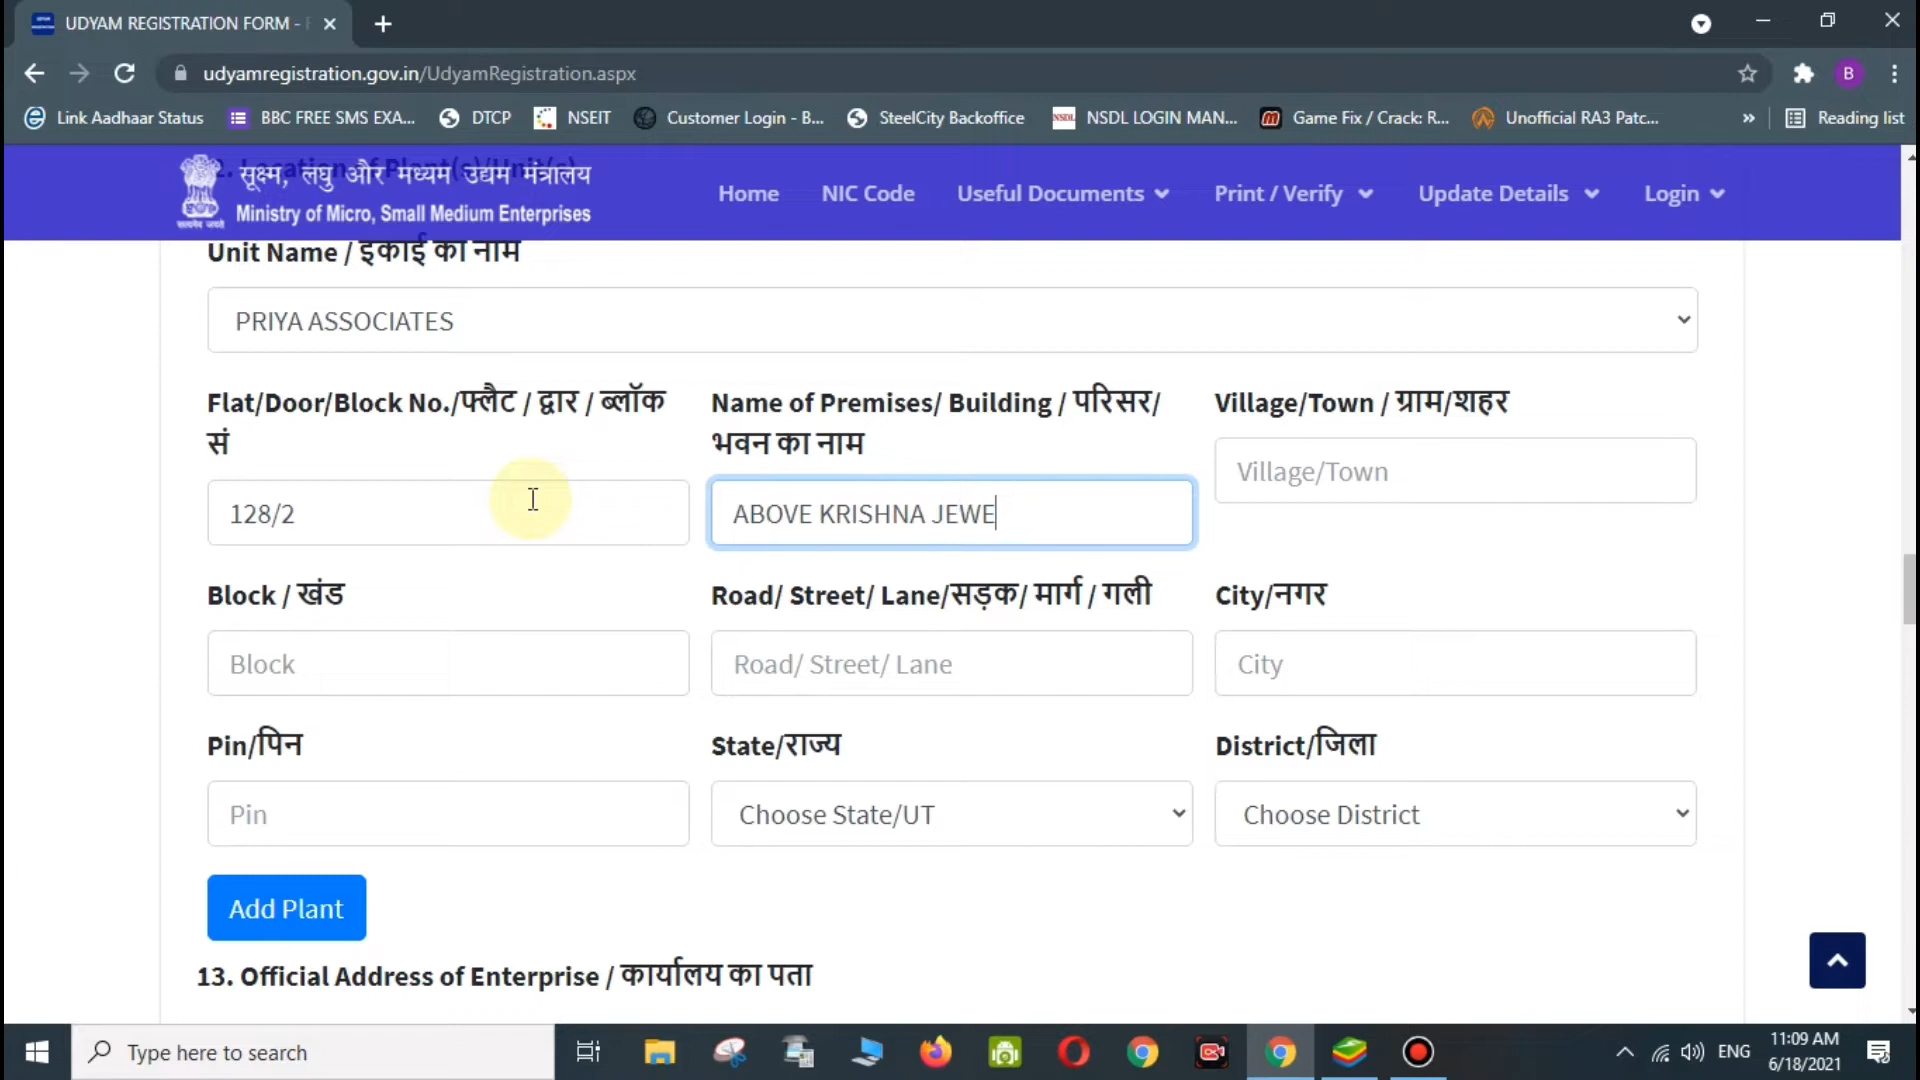 UDYAM REGISTRATION FORM -
udyamregistration.gov.in/UdyamRegistration.aspx
B
Link Aadhaar Status
BBC FREE SMS EXA...
DTCP
NSEIT
Customer Login - B...
SteelCity Backoffice
NSDL LOGIN MAN...
Game Fix / Crack: R...
Unofficial RA3 Patc...
»
Reading list
2. Location of Plant(s)/Unit(s)
सूक्ष्म, लघु और मध्यम उद्यम मंत्रालय
Ministry of Micro, Small Medium Enterprises
Home
NIC Code
Useful Documents
Print / Verify
Update Details
Login
Unit Name / इकाई का नाम
PRIYA ASSOCIATES
Flat/Door/Block No./फ्लैट / द्वार / ब्लॉक
सं
Name of Premises/ Building / परिसर/
भवन का नाम
Village/Town / ग्राम/शहर
128/2
ABOVE KRISHNA JEWE
Village/Town
Block / खंड
Road/ Street/ Lane/सड़क/ मार्ग / गली
City/नगर
Block
Road/ Street/ Lane
City
Pin/पिन
State/राज्य
District/जिला
Pin
Choose State/UT
Choose District
Add Plant
13. Official Address of Enterprise / कार्यालय का पता
Type here to search
ENG
11:09 AM
6/18/2021